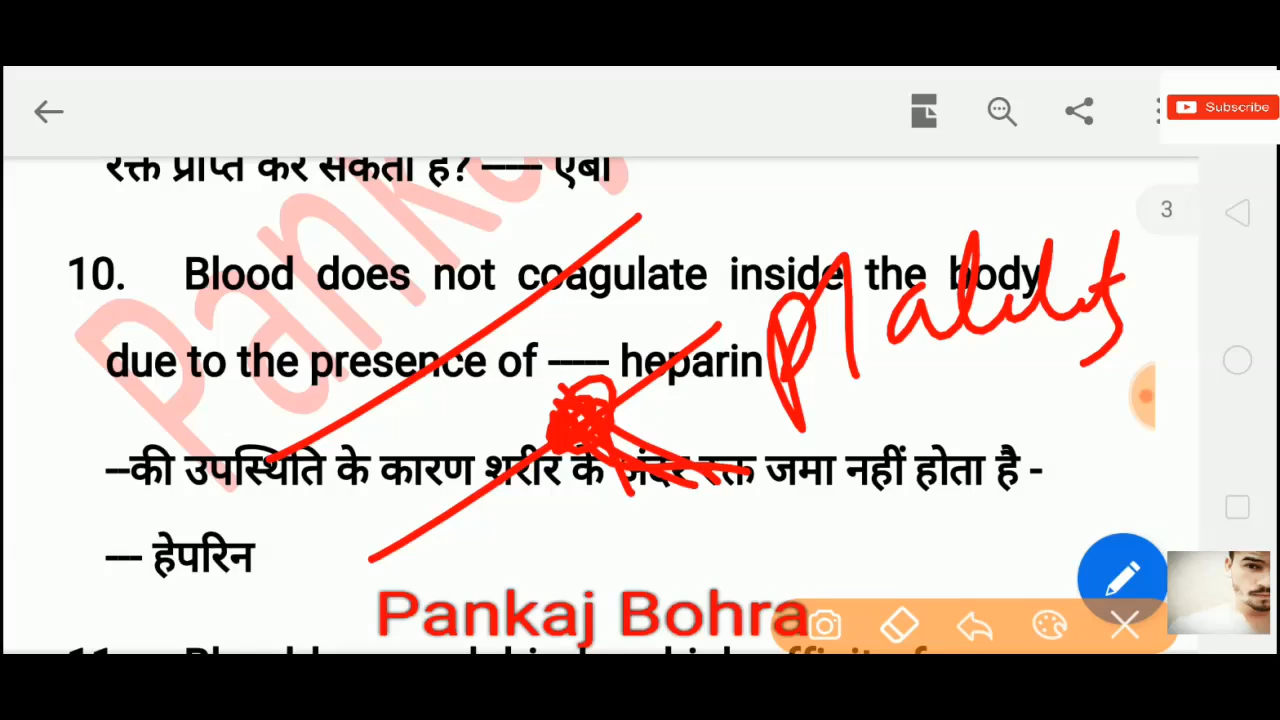 Subscribe
रक्त प्राप्त कर सकता है? ---- एबी
3
10. Blood does not coagulate inside the body
due to the presence of ---- heparin
Platelets
--की उपस्थिति के कारण शरीर के अंदर रक्त जमा नहीं होता है -
--- हेपरिन
Pankaj Bohra